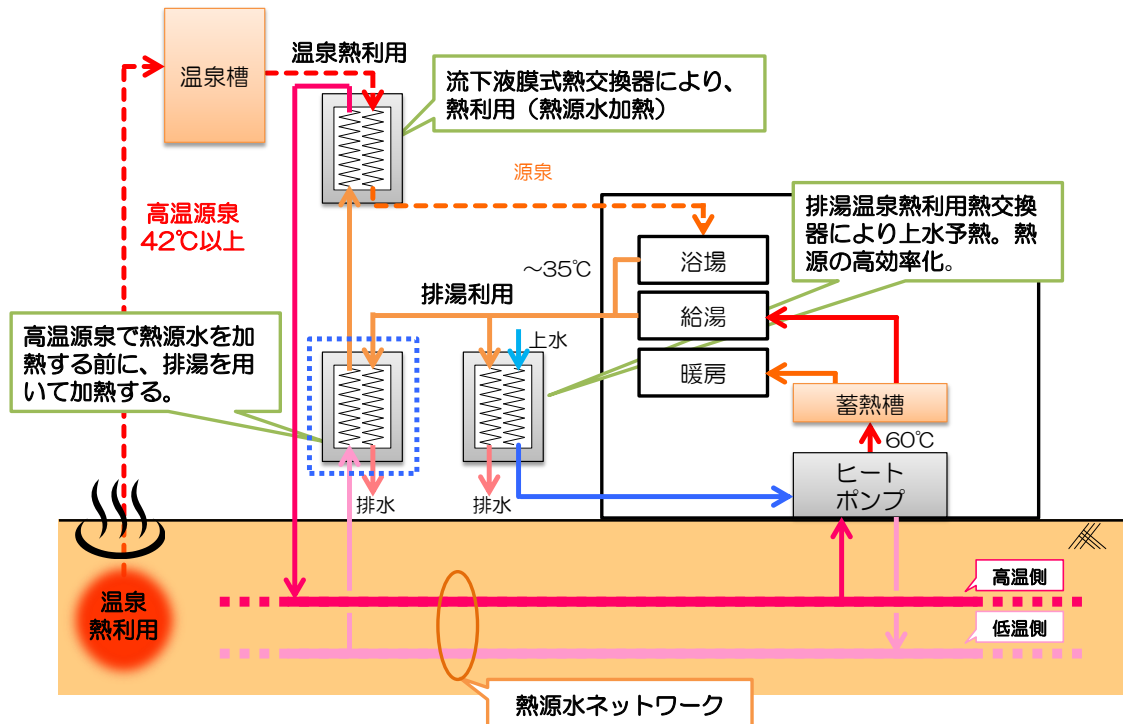 温泉槽
温泉熱利用
流下液膜式熱交換器により、
熱利用（熱源水加熱）
高温源泉
42℃以上
源泉
排湯温泉熱利用熱交換
器により上水予熱。熱
源の高効率化。
浴場
～35℃
排湯利用
給湯
上水
暖房
高温源泉で熱源水を加
熱する前に、排湯を用
いて加熱する。
蓄熱槽
60℃
ヒート
ポンプ
排水
排水
高温側
温泉
熱利用
低温側
熱源水ネットワーク